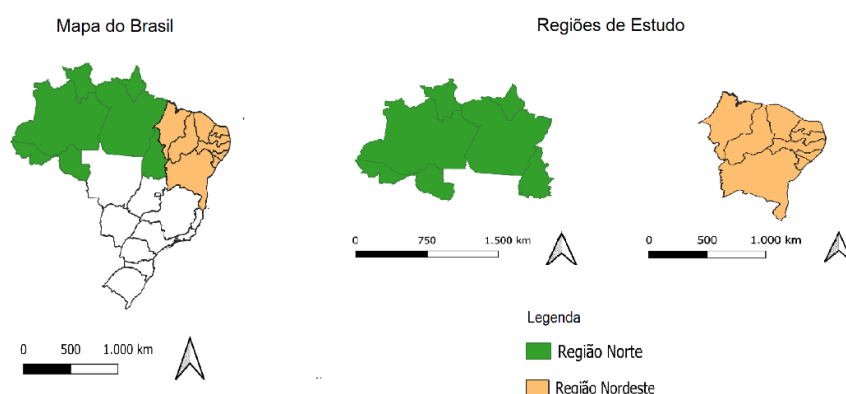 Mapa do Brasil
Regiões de Estudo
0 750 1.500 km
0 500 1.000 km
0 500 1.000 km
Legenda
Região Norte
Região Nordeste